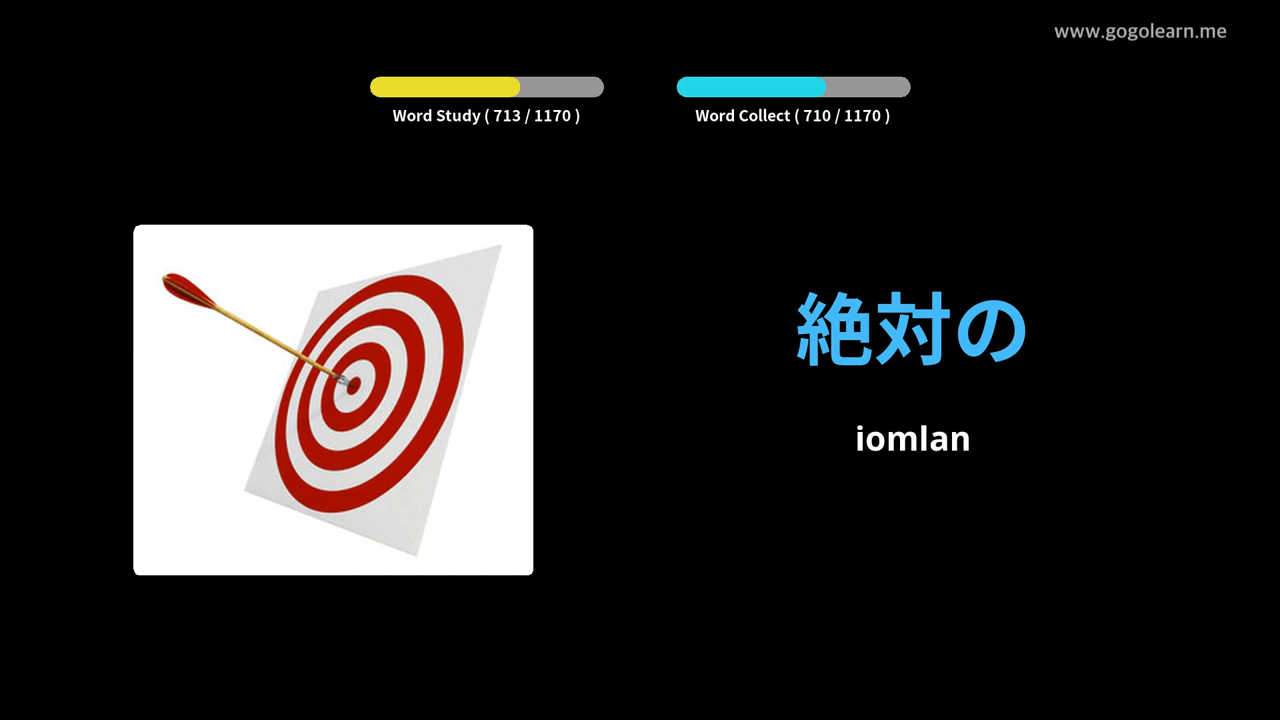 www.gogolearn.me
Word Study ( 713 / 1170 )
Word Collect ( 710 / 1170 )
絶対の
iomlan